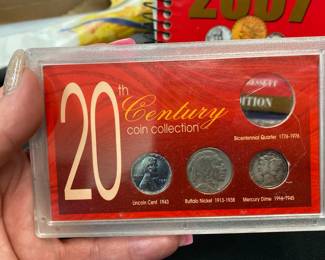 2007
20th
Century
coin collection
Bicentennial Quarter 1776-1976
Lincoln Cent 1943
Buffalo Nickel 1913-1938
Mercury Dime 1916-1945